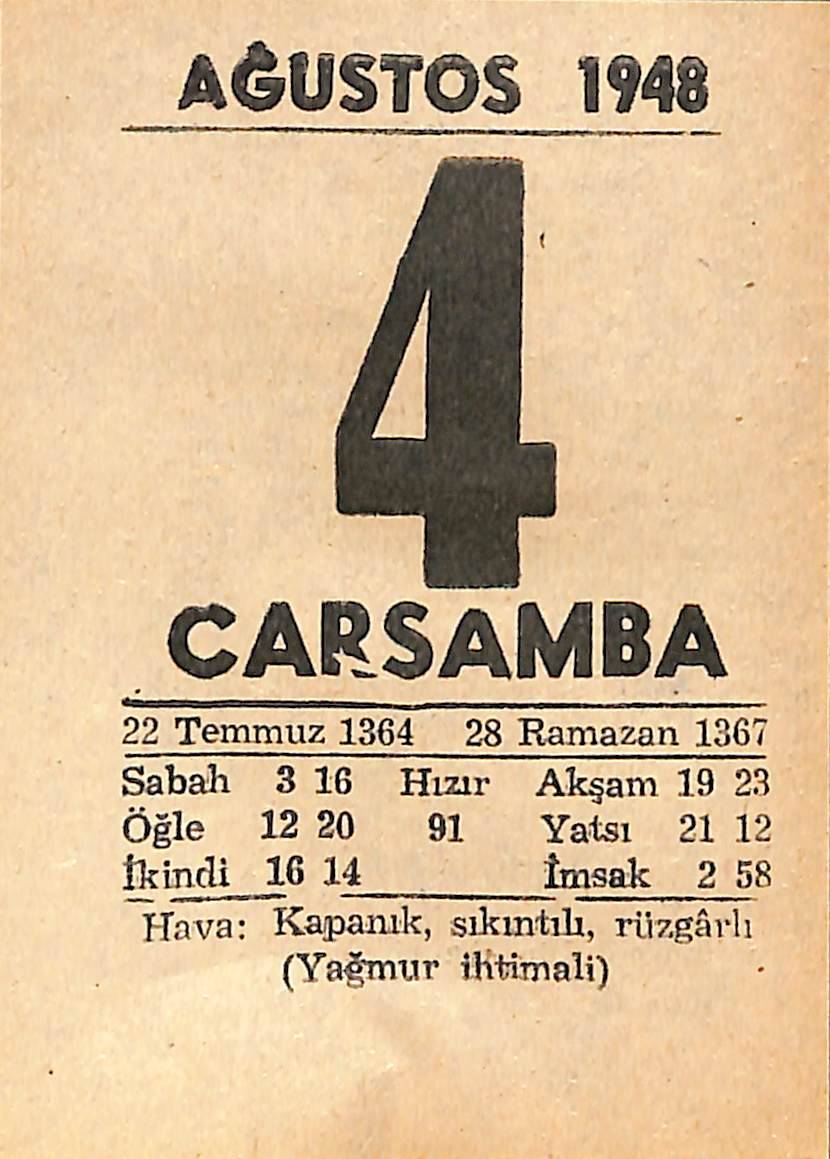 AĞUSTOS 1948
4
ÇARŞAMBA
22 Temmuz 1364 28 Ramazan 1367
Sabah 3 16 Hızır Akşam 19 23
Öğle 12 20 91 Yatsı 21 12
İkindi 16 14 İmsak 2 58
Hava: Kapanık, sıkıntılı, rüzgârlı
(Yağmur ihtimali)